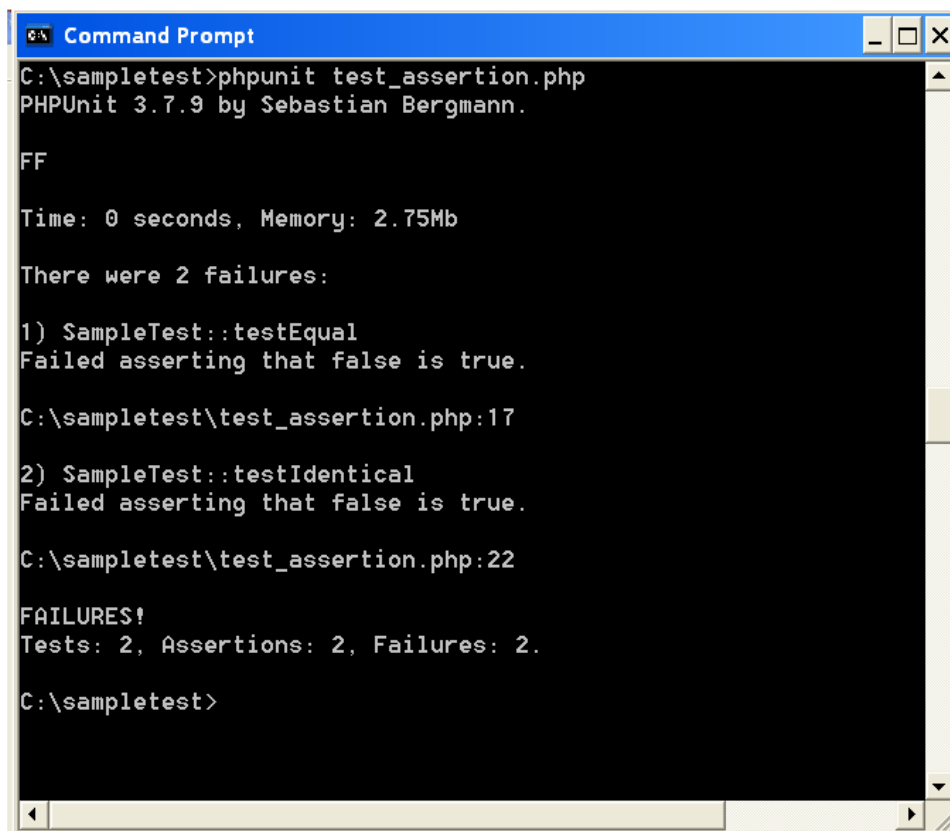 Command Prompt
C:\sampletest>phpunit test_assertion.php
PHPUnit 3.7.9 by Sebastian Bergmann.
FF
Time: 0 seconds, Memory: 2.75Mb
There were 2 failures:
1) SampleTest::testEqual
Failed asserting that false is true.
C:\sampletest\test_assertion.php:17
2) SampleTest::testIdentical
Failed asserting that false is true.
C:\sampletest\test_assertion.php:22
FAILURES!
Tests: 2, Assertions: 2, Failures: 2.
C:\sampletest>